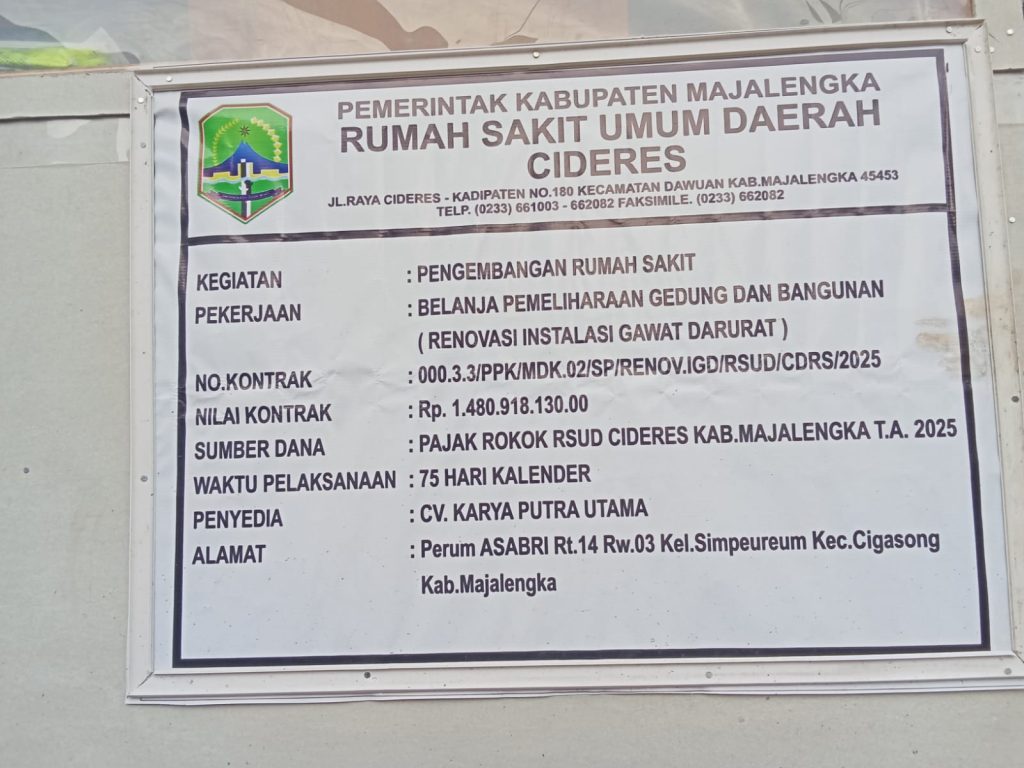 PEMERINTAK KABUPATEN MAJALENGKA
RUMAH SAKIT UMUM DAERAH
CIDERES
JL.RAYA CIDERES - KADIPATEN NO.180 KECAMATAN DAWUAN KAB.MAJALENGKA 45453
TELP. (0233) 661003 - 662082 FAKSIMILE. (0233) 662082
KEGIATAN : PENGEMBANGAN RUMAH SAKIT
PEKERJAAN : BELANJA PEMELIHARAAN GEDUNG DAN BANGUNAN
( RENOVASI INSTALASI GAWAT DARURAT )
NO.KONTRAK : 000.3.3/PPK/MDK.02/SP/RENOV.IGD/RSUD/CDRS/2025
NILAI KONTRAK : Rp. 1.480.918.130.00
SUMBER DANA : PAJAK ROKOK RSUD CIDERES KAB.MAJALENGKA T.A. 2025
WAKTU PELAKSANAAN : 75 HARI KALENDER
PENYEDIA : CV. KARYA PUTRA UTAMA
ALAMAT : Perum ASABRI Rt.14 Rw.03 Kel.Simpeureum Kec.Cigasong
Kab.Majalengka